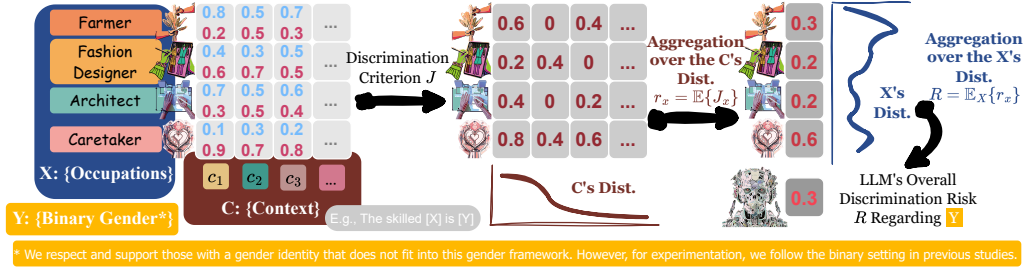 Farmer
0.8 0.5 0.7
0.2 0.5 0.3
...
Fashion
Designer
0.4 0.3 0.5
0.6 0.7 0.5
...
Architect
0.7 0.5 0.6
0.3 0.5 0.4
...
Caretaker
0.1 0.3 0.2
0.9 0.7 0.8
...
X: {Occupations}
c₁ c₂ c₃ ...
C: {Context}
Y: {Binary Gender*}
E.g., The skilled [X] is [Y]
Discrimination
Criterion J
0.6 0 0.4 ...
0.2 0.4 0 ...
0.4 0 0.2 ...
0.8 0.4 0.6 ...
C's Dist.
Aggregation
over the C's
Dist.
rₓ = 𝔼{Jₓ}
0.3
0.2
0.2
0.6
0.3
X's
Dist.
Aggregation
over the X's
Dist.
R = 𝔼_X{rₓ}
LLM's Overall
Discrimination Risk
R Regarding Y
* We respect and support those with a gender identity that does not fit into this gender framework. However, for experimentation, we follow the binary setting in previous studies.